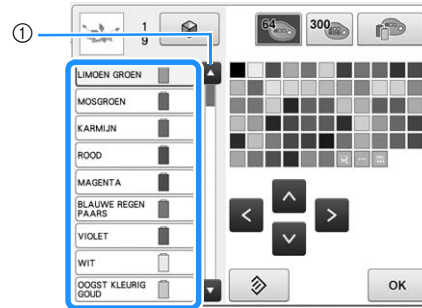 ①
1
9
64
300
LIMOEN GROEN
MOSGROEN
KARMIJN
ROOD
MAGENTA
BLAUWE REGEN
PAARS
VIOLET
WIT
OOGST KLEURIG
GOUD
OK